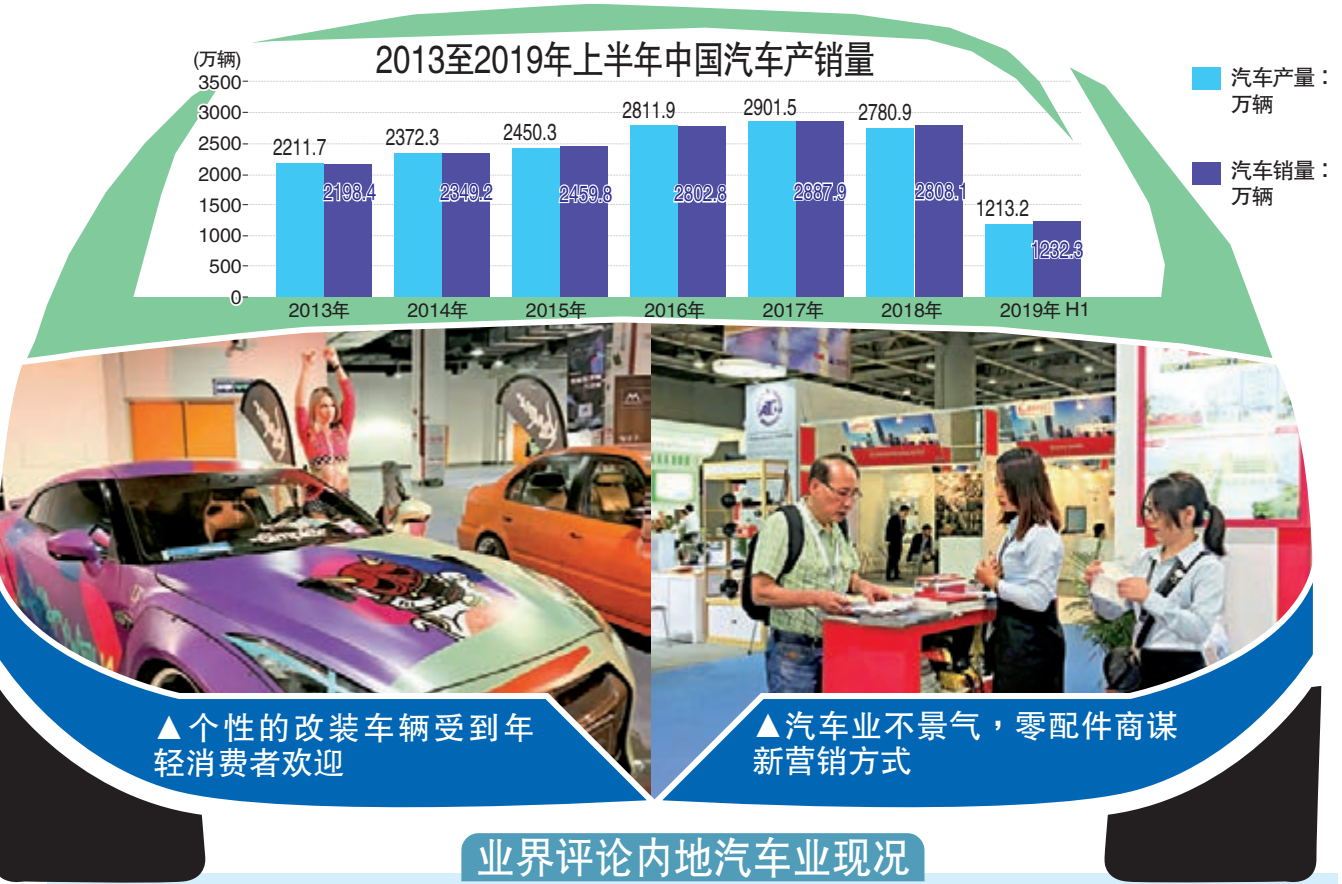 2013至2019年上半年中国汽车产销量
(万辆)
3500
3000
2500
2000
1500
1000
500
0
2211.7
2198.4
2372.3
2349.2
2450.3
2459.8
2811.9
2802.8
2901.5
2887.9
2780.9
2808.1
1213.2
1232.3
2013年
2014年
2015年
2016年
2017年
2018年
2019年 H1
汽车产量：
万辆
汽车销量：
万辆
▲个性的改装车辆受到年
轻消费者欢迎
▲汽车业不景气，零配件商谋
新营销方式
业界评论内地汽车业现况